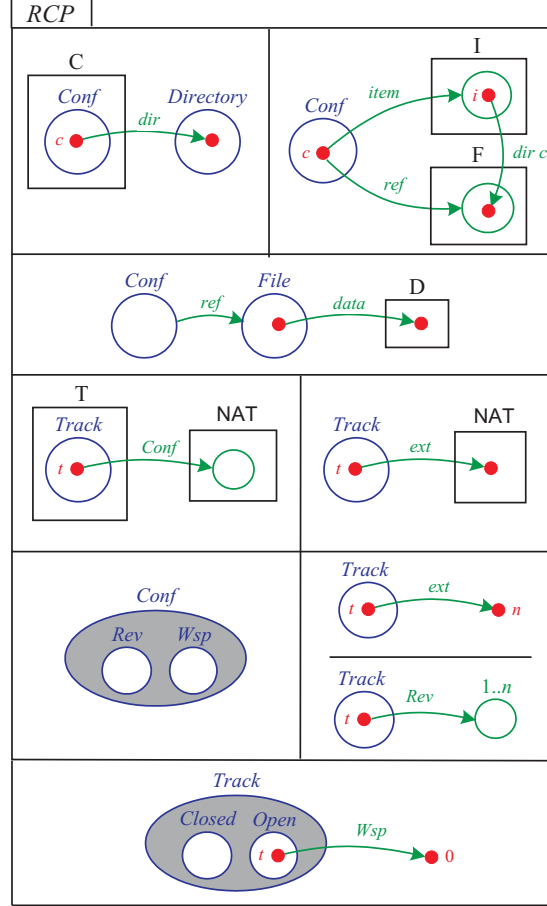 RCP
C
Conf
Directory
dir
c
I
item
i
Conf
c
F
dir c
ref
Conf
ref
File
data
D
T
Track
NAT
Conf
t
Track
NAT
ext
t
Conf
Rev
Wsp
Track
ext
t
n
Track
Rev
1..n
t
Track
Closed
Open
Wsp
t
0